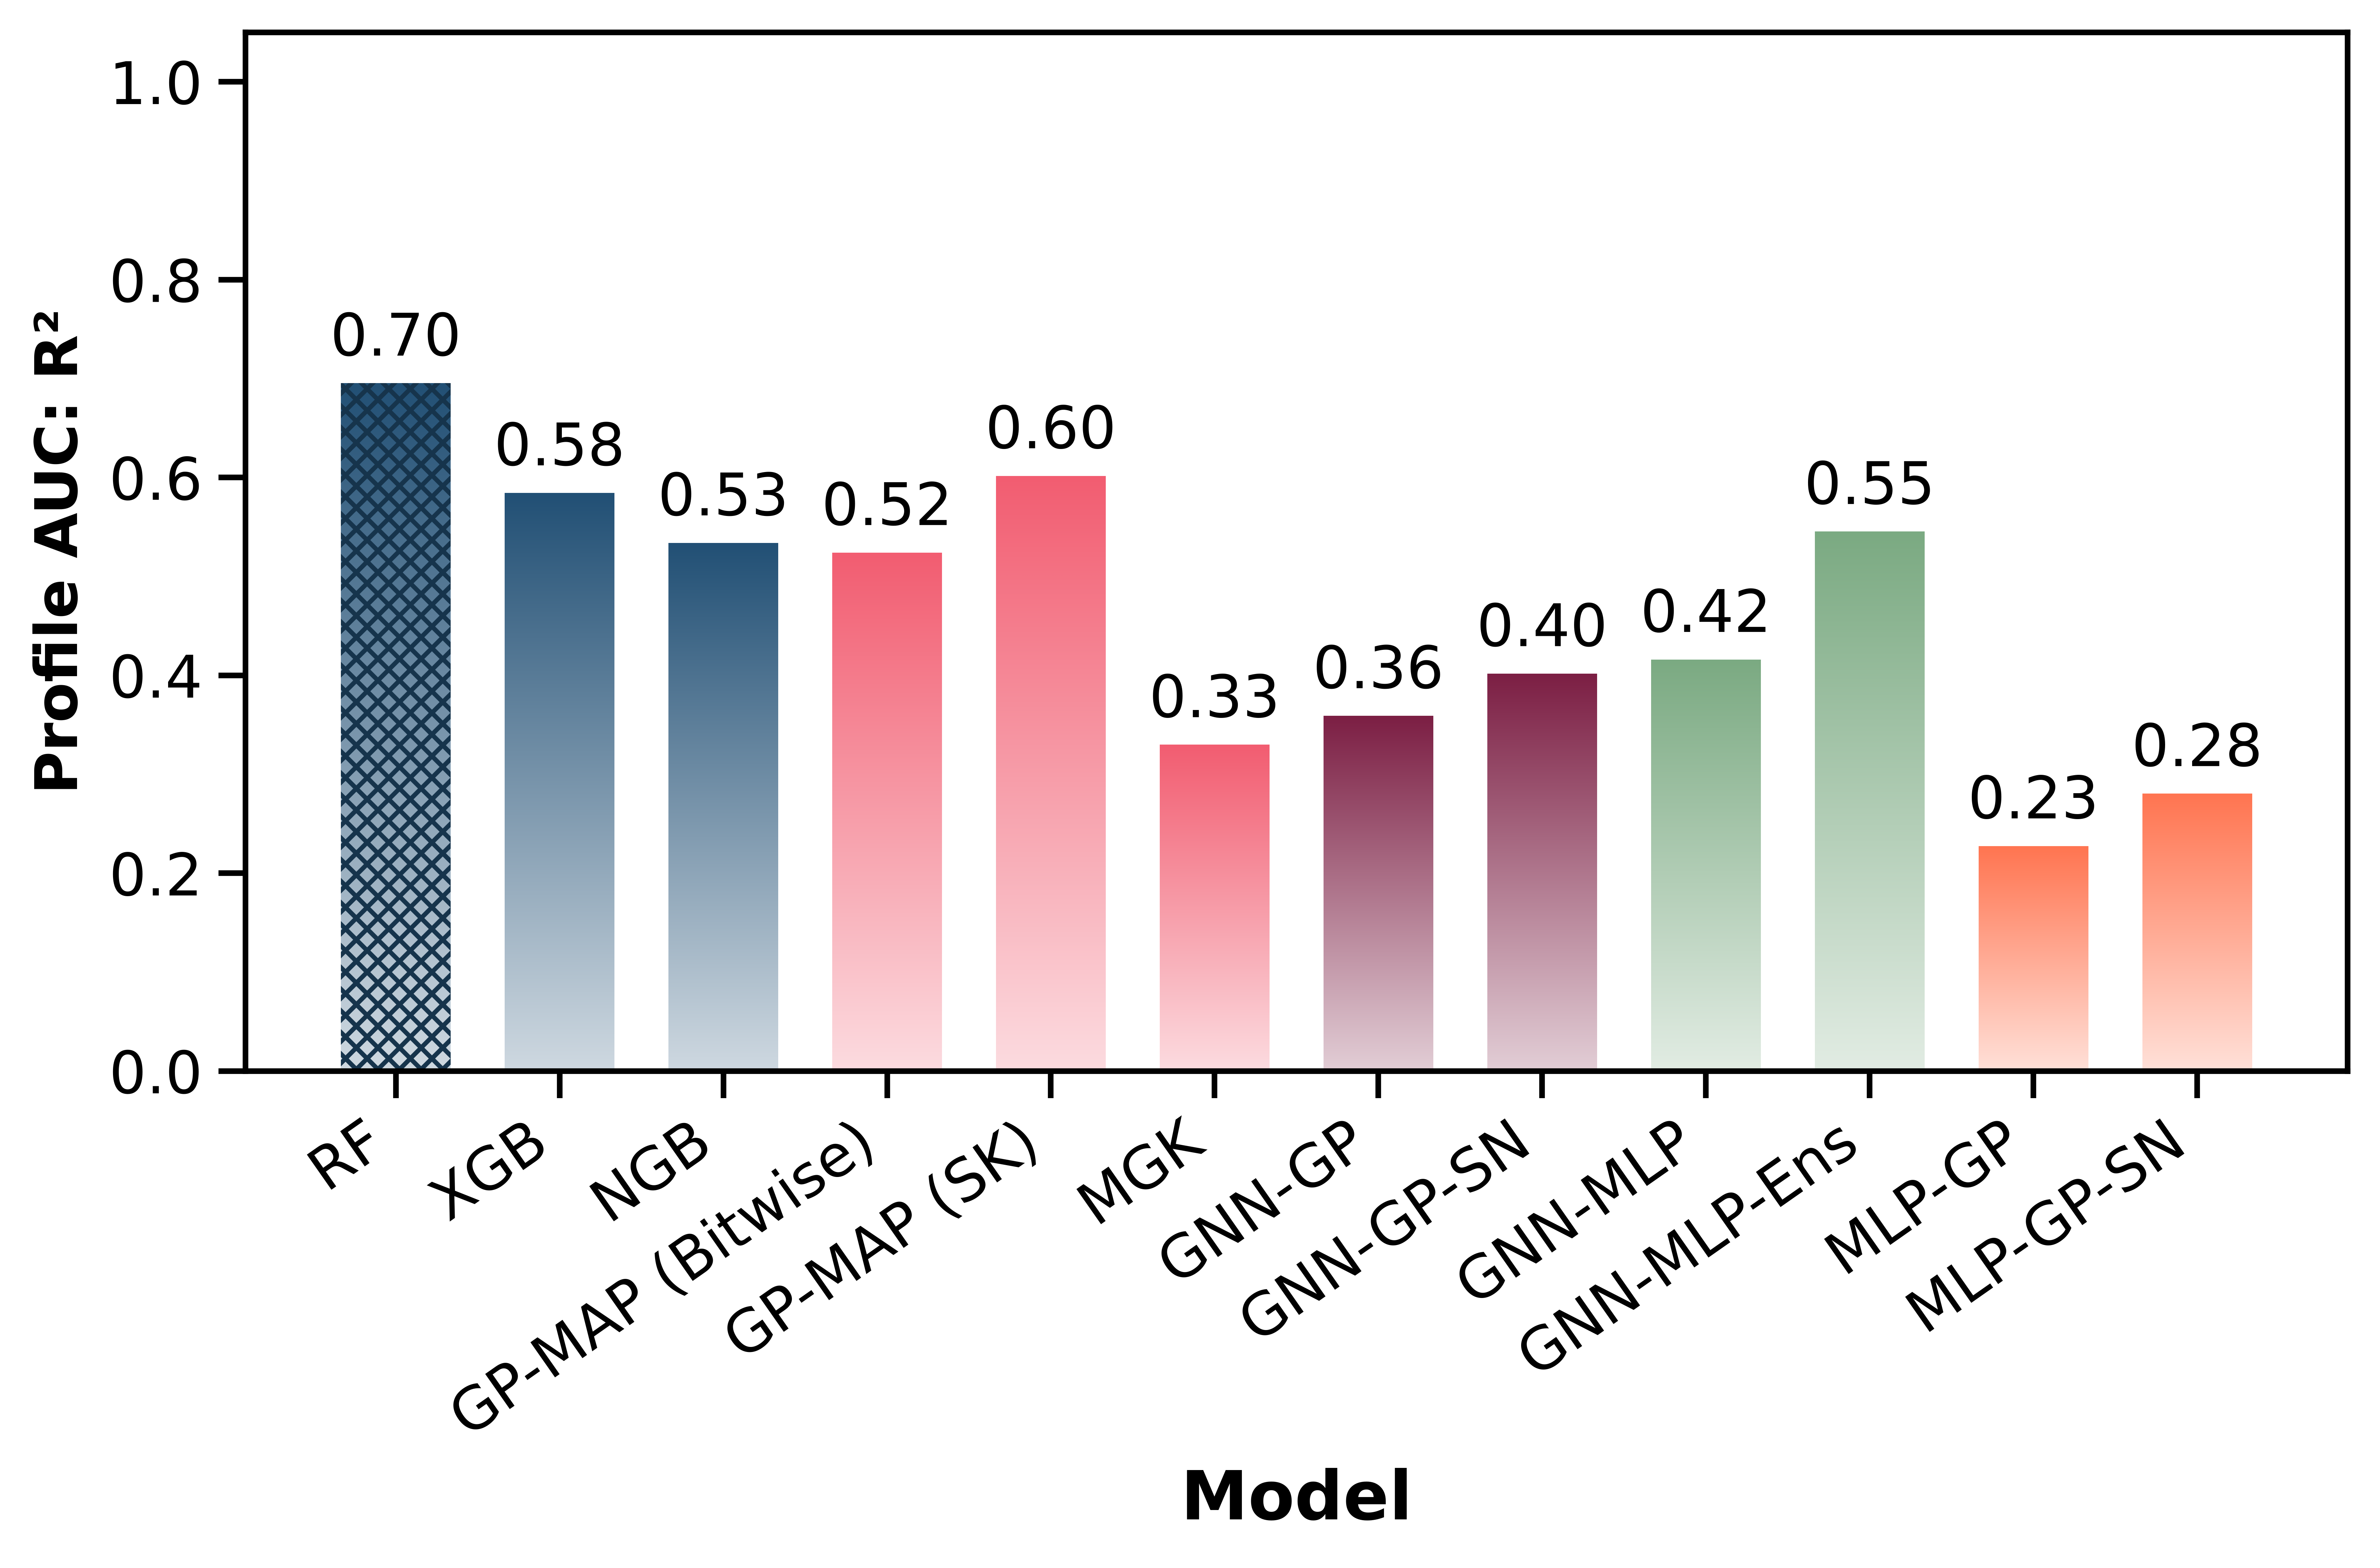 Profile AUC: R²
1.0
0.8
0.6
0.4
0.2
0.0
0.70
0.58
0.53
0.52
0.60
0.33
0.36
0.40
0.42
0.55
0.23
0.28
RF
XGB
NGB
GP-MAP (Bitwise)
GP-MAP (SK)
MGK
GNN-GP
GNN-GP-SN
GNN-MLP
GNN-MLP-Ens
MLP-GP
MLP-GP-SN
Model